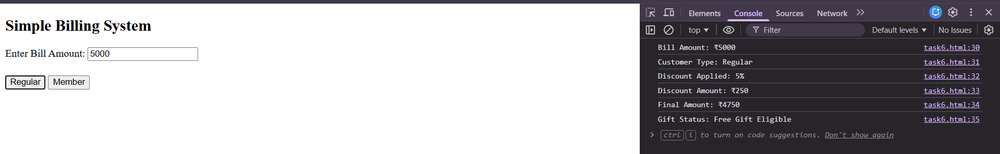 Simple Billing System
Enter Bill Amount: 5000
Regular Member
Elements Console Sources Network
top Filter Default levels No Issues
Bill Amount: ₹5000 task6.html:30
Customer Type: Regular task6.html:31
Discount Applied: 5% task6.html:32
Discount Amount: ₹250 task6.html:33
Final Amount: ₹4750 task6.html:34
Gift Status: Free Gift Eligible task6.html:35
ctrl i to turn on code suggestions. Don't show again